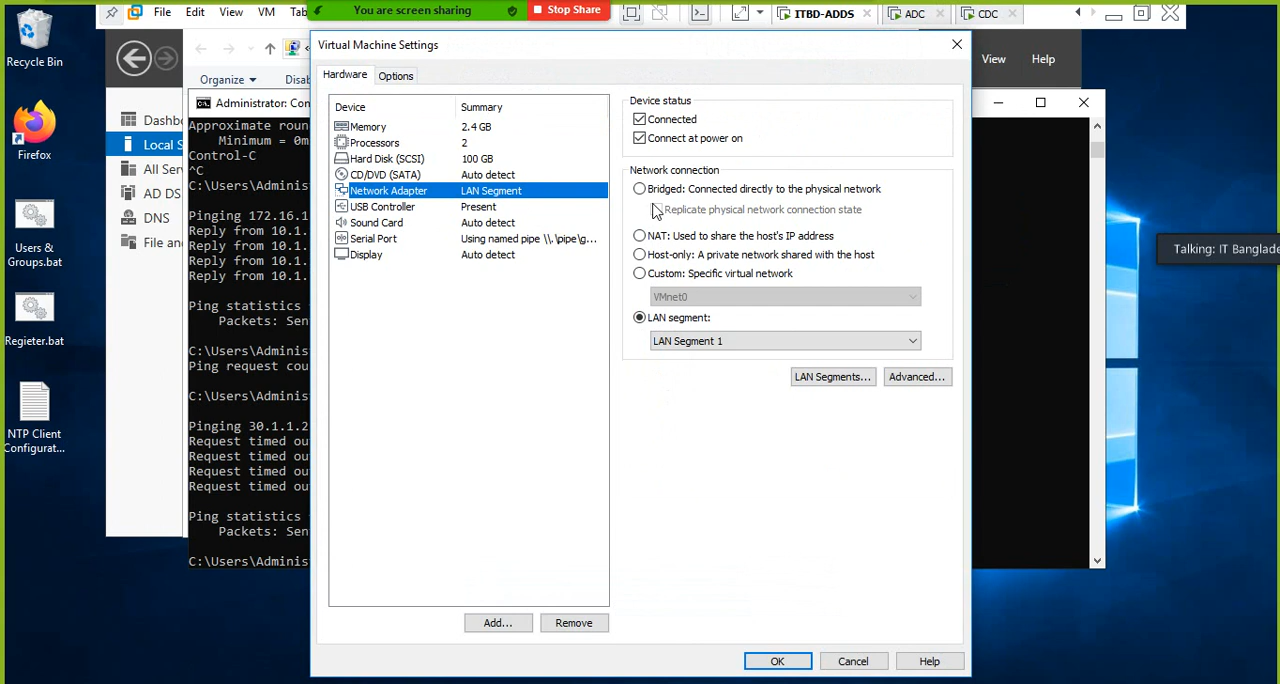 Recycle Bin
Firefox
Users &
Groups.bat
Regieter.bat
NTP Client
Configurat...
File Edit View VM Tab
You are screen sharing
Stop Share
ITBD-ADDS
ADC
CDC
View Help
Organize Disab
Dashbo
Local S
All Serv
AD DS
DNS
File and
Administrator: Con
Approximate roun
Minimum = 0m
Control-C
^C
C:\Users\Adminis
Pinging 172.16.1
Reply from 10.1.
Reply from 10.1.
Reply from 10.1.
Reply from 10.1.
Ping statistics
Packets: Sen
C:\Users\Adminis
Ping request cou
C:\Users\Adminis
Pinging 30.1.1.2
Request timed ou
Request timed ou
Request timed ou
Request timed ou
Ping statistics
Packets: Sen
C:\Users\Adminis
Virtual Machine Settings
Hardware Options
Device Summary
Memory 2.4 GB
Processors 2
Hard Disk (SCSI) 100 GB
CD/DVD (SATA) Auto detect
Network Adapter LAN Segment
USB Controller Present
Sound Card Auto detect
Serial Port Using named pipe \\.\pipe\g...
Display Auto detect
Add... Remove
Device status
Connected
Connect at power on
Network connection
Bridged: Connected directly to the physical network
Replicate physical network connection state
NAT: Used to share the host's IP address
Host-only: A private network shared with the host
Custom: Specific virtual network
VMnet0
LAN segment:
LAN Segment 1
LAN Segments... Advanced...
OK Cancel Help
Talking: IT Banglade